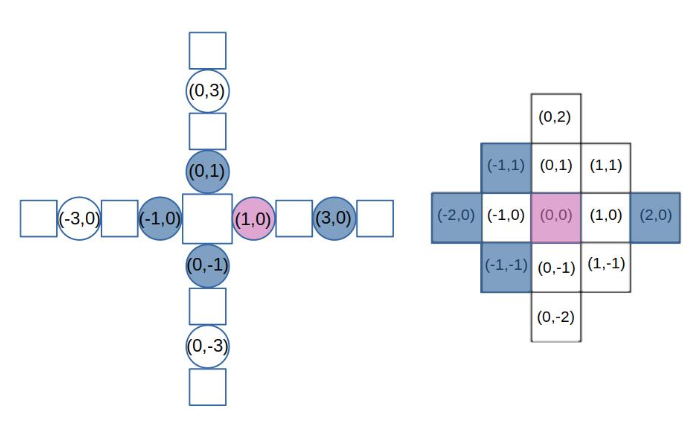 (0,3)
(0,1)
(-3,0) (-1,0) (1,0) (3,0)
(0,-1)
(0,-3)
(0,2)
(-1,1) (0,1) (1,1)
(-2,0) (-1,0) (0,0) (1,0) (2,0)
(-1,-1) (0,-1) (1,-1)
(0,-2)